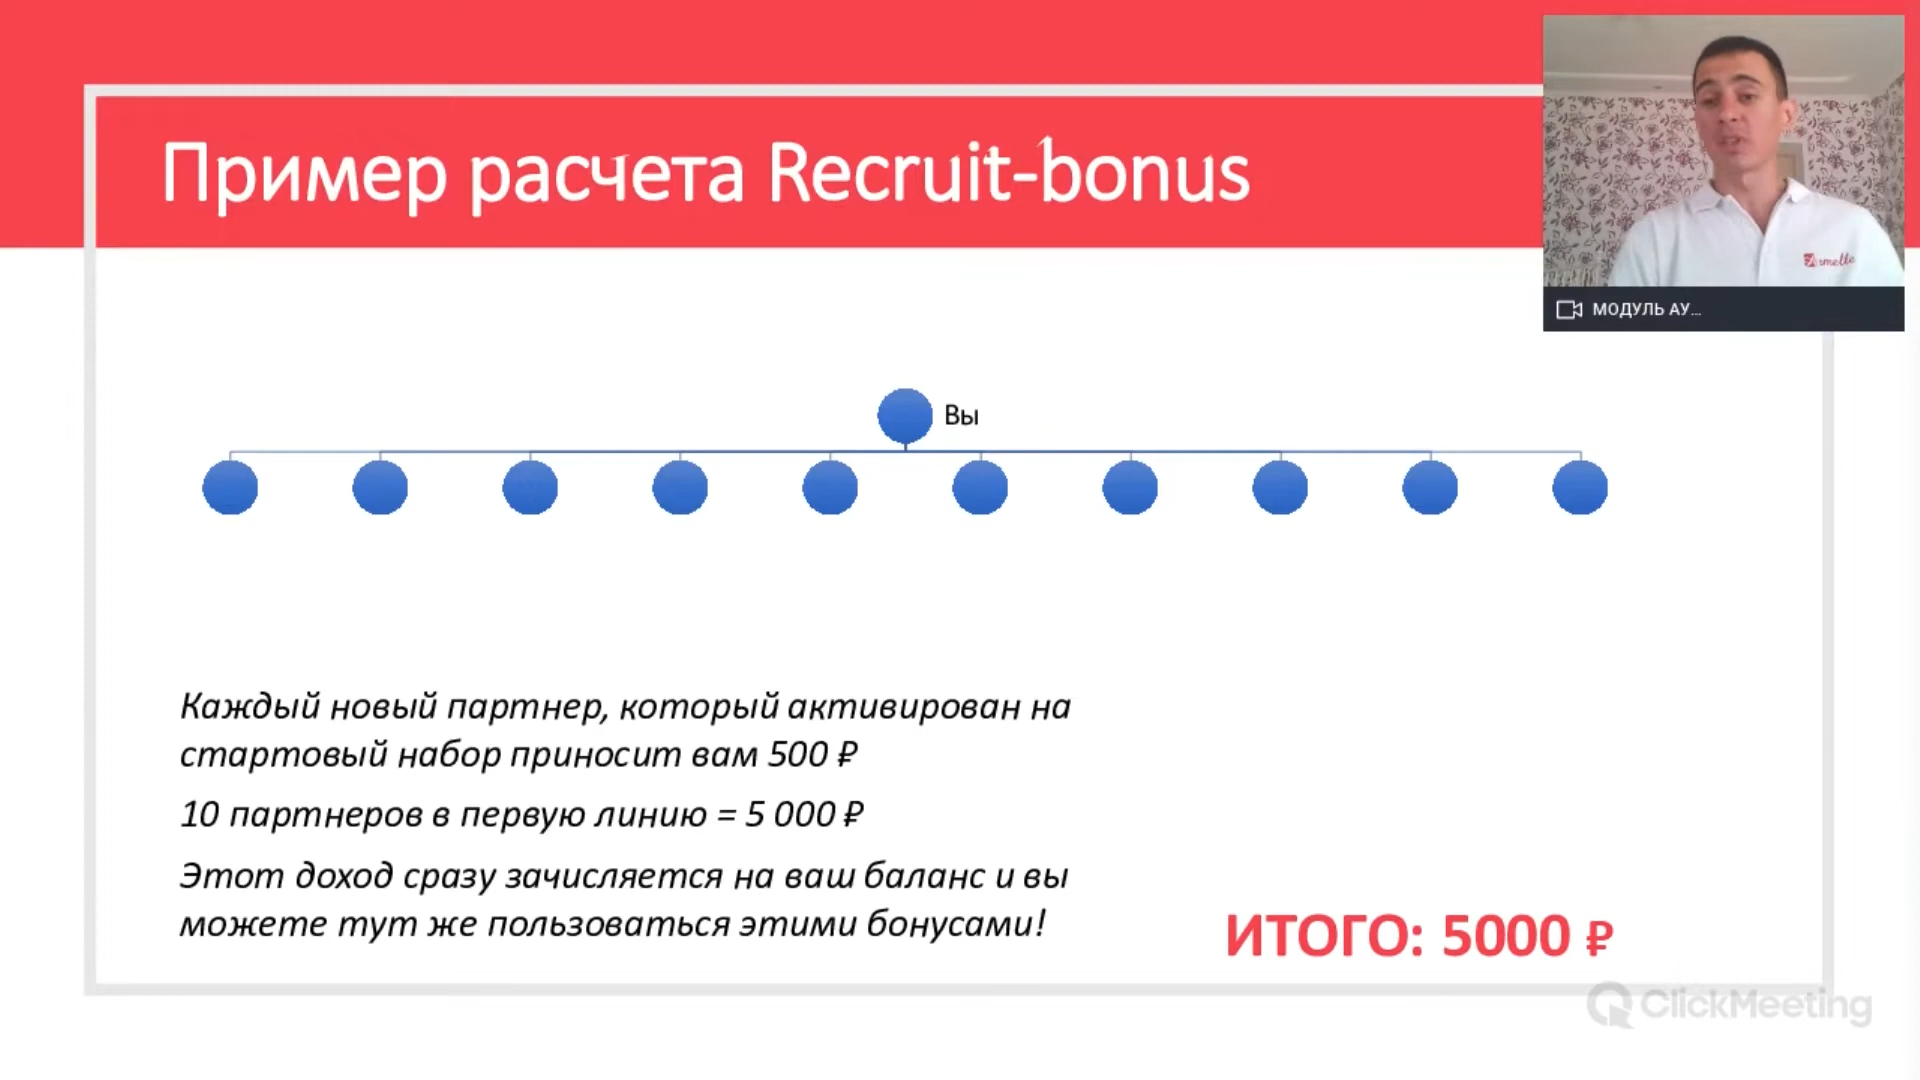 Пример расчета Recruit-bonus
Armelle
МОДУЛЬ АУ...
Вы
Каждый новый партнер, который активирован на
стартовый набор приносит вам 500 ₽
10 партнеров в первую линию = 5 000 ₽
Этот доход сразу зачисляется на ваш баланс и вы
можете тут же пользоваться этими бонусами!
ИТОГО: 5000 ₽
ClickMeeting